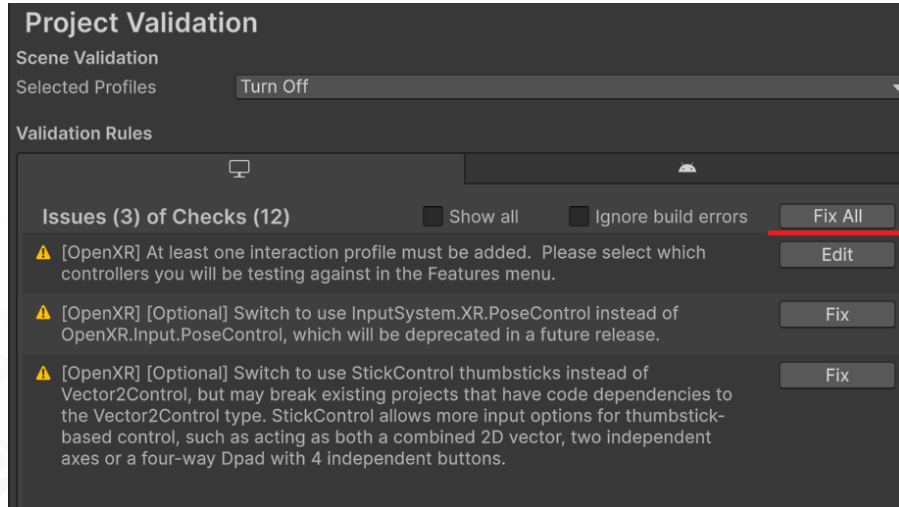 Project Validation
Scene Validation
Selected Profiles
Turn Off
Validation Rules
Issues (3) of Checks (12)
Show all
Ignore build errors
Fix All
[OpenXR] At least one interaction profile must be added.  Please select which
controllers you will be testing against in the Features menu.
Edit
[OpenXR] [Optional] Switch to use InputSystem.XR.PoseControl instead of
OpenXR.Input.PoseControl, which will be deprecated in a future release.
Fix
[OpenXR] [Optional] Switch to use StickControl thumbsticks instead of
Vector2Control, but may break existing projects that have code dependencies to
the Vector2Control type. StickControl allows more input options for thumbstick-
based control, such as acting as both a combined 2D vector, two independent
axes or a four-way Dpad with 4 independent buttons.
Fix